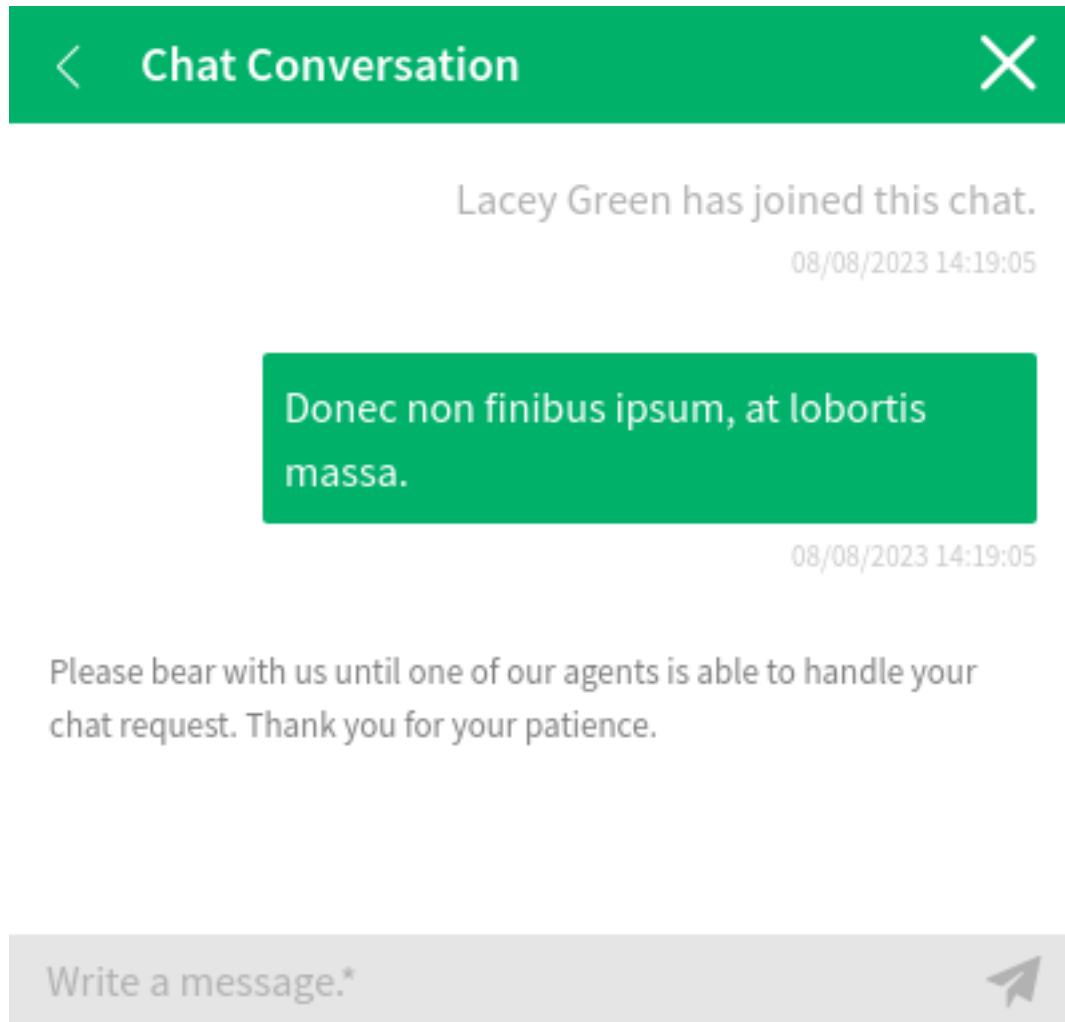 Chat Conversation
Lacey Green has joined this chat.
08/08/2023 14:19:05
Donec non finibus ipsum, at lobortis
massa.
08/08/2023 14:19:05
Please bear with us until one of our agents is able to handle your
chat request. Thank you for your patience.
Write a message.*